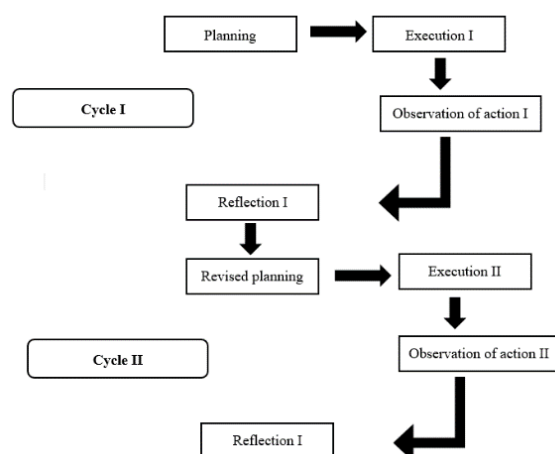 Planning
Execution I
Cycle I
Observation of action I
Reflection I
Revised planning
Execution II
Cycle II
Observation of action II
Reflection I